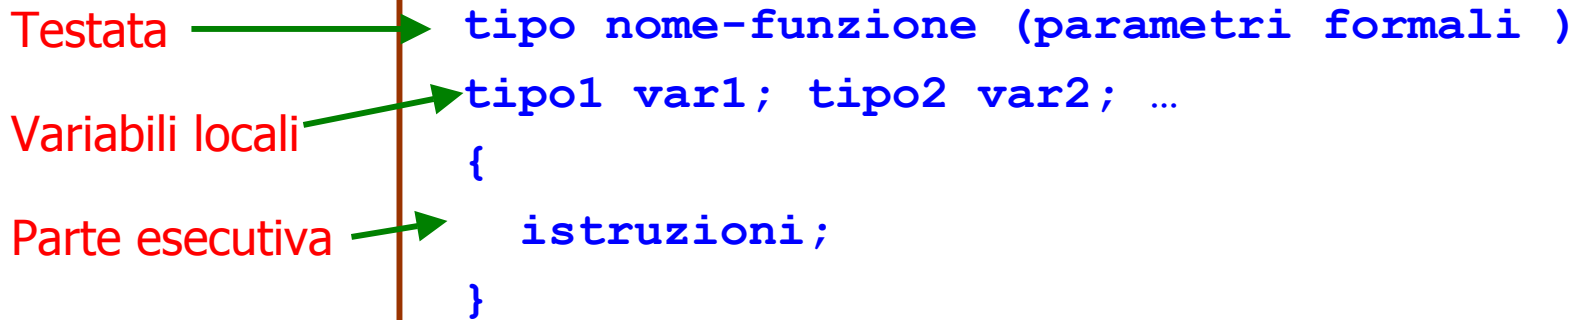 Testata tipo nome-funzione (parametri formali )
tipo1 var1; tipo2 var2; …
Variabili locali
{
Parte esecutiva istruzioni;
}